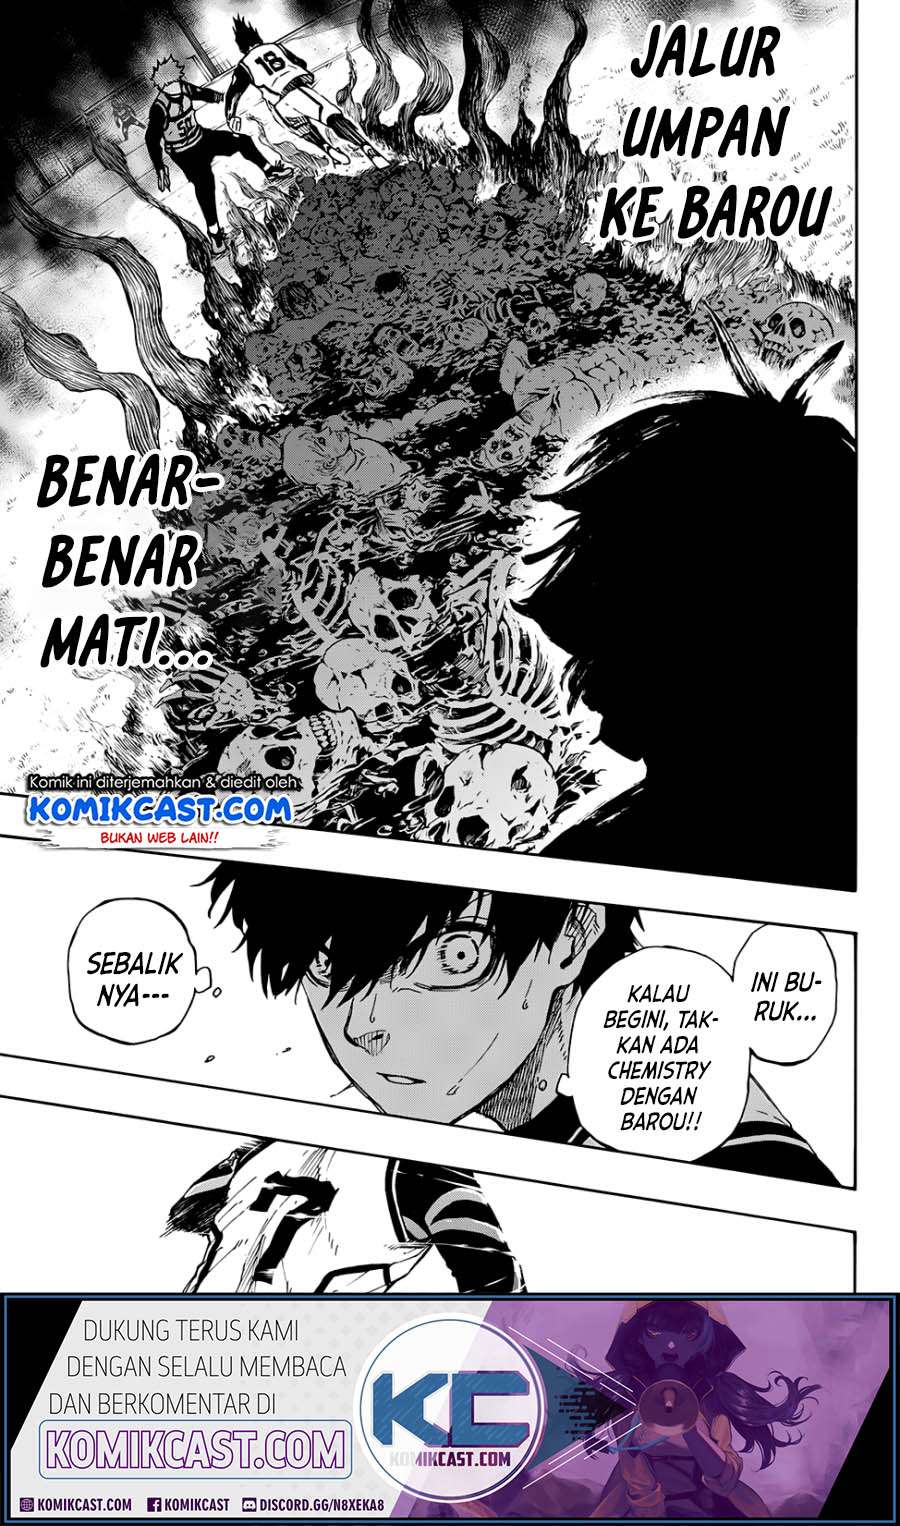 18
JALUR
UMPAN
KE BAROU
BENAR-
BENAR
MATI...
Komik ini diterjemahkan & diedit oleh
KOMIKCAST.COM
BUKAN WEB LAIN!!
INI BU-
RUK...
KALAU
BEGINI, TAK-
KAN ADA
CHEMISTRY
DENGAN
BAROU!!
SEBALIK
NYA---
DUKUNG TERUS KAMI
DENGAN SELALU MEMBACA
DAN BERKOMENTAR DI
KOMIKCAST.COM
KC
KOMIKCAST.COM
KOMIKCAST.COM
KOMIKCAST
DISCORD.GG/N8XEKA8